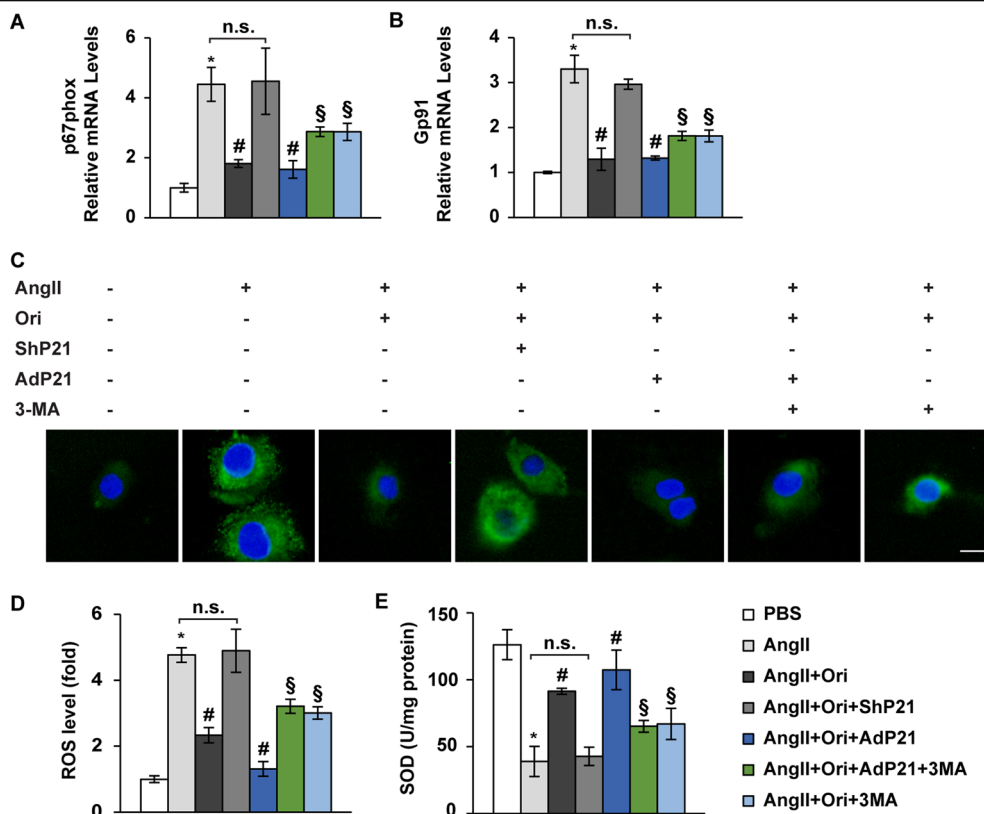 A
p67phox
Relative mRNA Levels
6
4
2
0
n.s.
*
#
#
§
§
B
Gp91
Relative mRNA Levels
4
3
2
1
0
n.s.
*
#
#
§
§
C
AngII - + + + + + +
Ori - - + + + + +
ShP21 - - - + - - -
AdP21 - - - - + + -
3-MA - - - - - + +
D
ROS level (fold)
6
4
2
0
n.s.
*
#
#
§
§
E
SOD (U/mg protein)
150
100
50
0
n.s.
*
#
#
§
§
PBS
AngII
AngII+Ori
AngII+Ori+ShP21
AngII+Ori+AdP21
AngII+Ori+AdP21+3MA
AngII+Ori+3MA